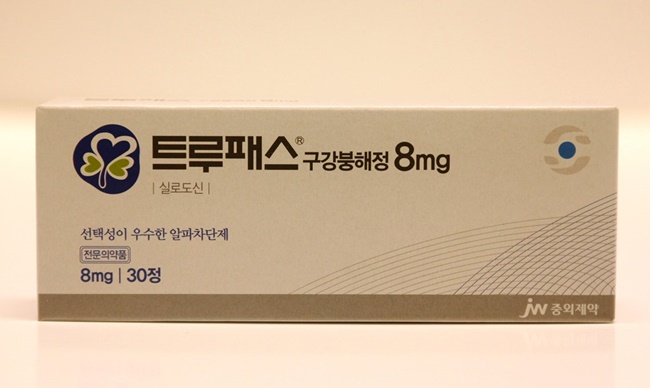 트루패스® 구강붕해정 8mg
| 실로도신 |
선택성이 우수한 알파차단제
전문의약품
8mg | 30정
JW 중외제약